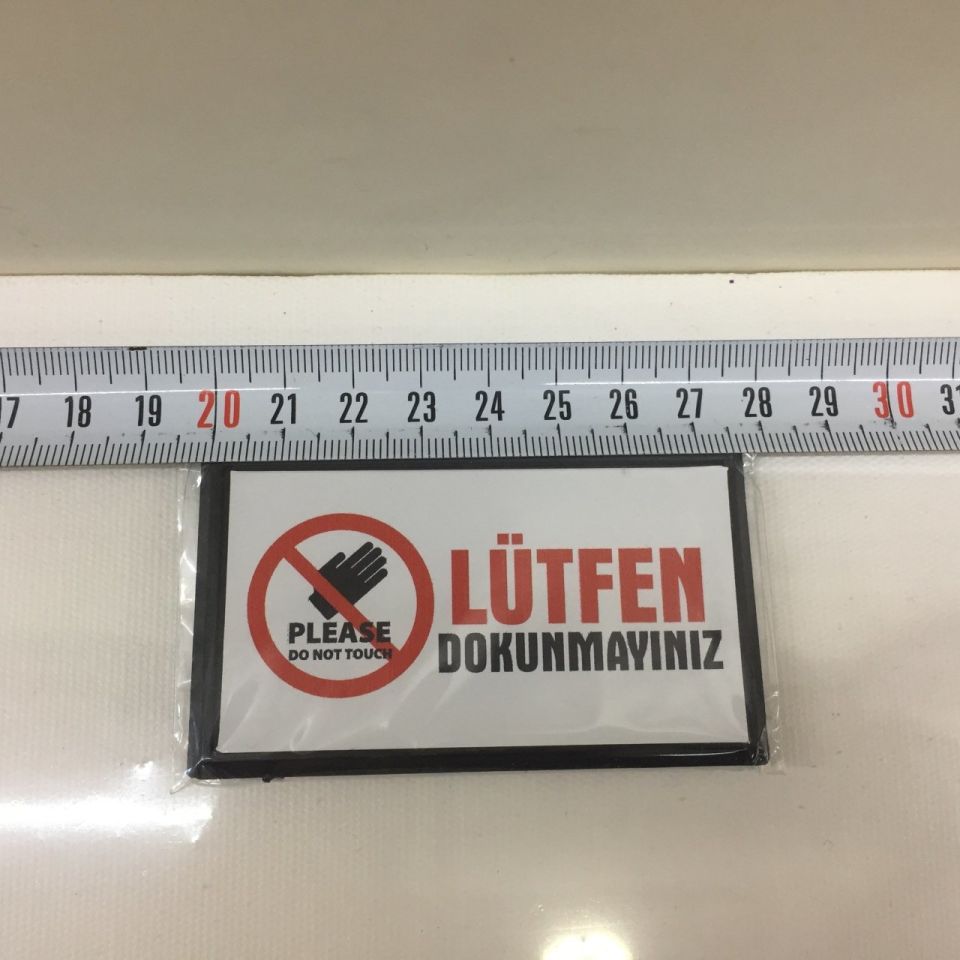 17 18 19 20 21 22 23 24 25 26 27 28 29 30 31
PLEASE
DO NOT TOUCH
LÜTFEN
DOKUNMAYINIZ